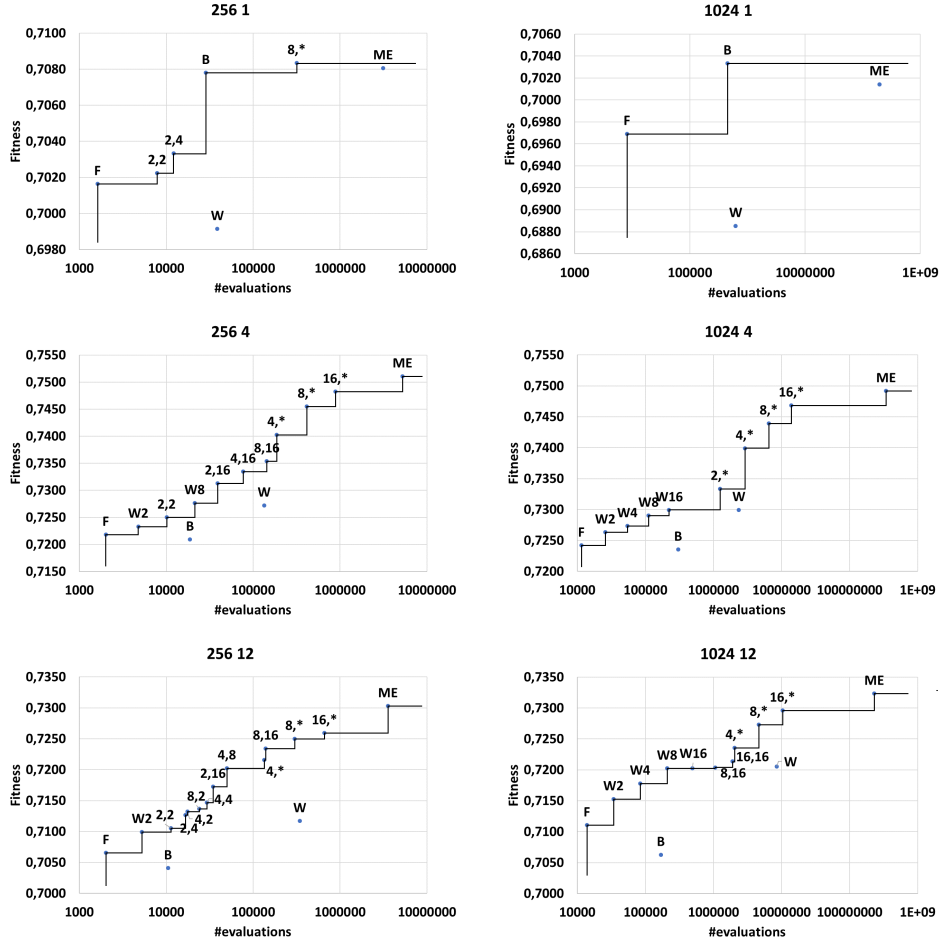 256 1
0,7100
0,7080
0,7060
0,7040
0,7020
0,7000
0,6980
Fitness
F
2,2
2,4
B
8,*
ME
W
1000 10000 100000 1000000 10000000
#evaluations
1024 1
0,7060
0,7040
0,7020
0,7000
0,6980
0,6960
0,6940
0,6920
0,6900
0,6880
0,6860
Fitness
F
B
ME
W
1000 100000 10000000 1E+09
#evaluations
256 4
0,7550
0,7500
0,7450
0,7400
0,7350
0,7300
0,7250
0,7200
0,7150
Fitness
F
W2
2,2
W8
B
2,16
4,16
8,16
W
4,*
8,*
16,*
ME
1000 10000 100000 1000000 10000000
#evaluations
1024 4
0,7550
0,7500
0,7450
0,7400
0,7350
0,7300
0,7250
0,7200
Fitness
F
W2
W4
W8
W16
B
2,*
W
4,*
8,*
16,*
ME
10000 100000 1000000 10000000 100000000 1E+09
#evaluations
256 12
0,7350
0,7300
0,7250
0,7200
0,7150
0,7100
0,7050
0,7000
Fitness
F
W2
2,2
B
2,4
8,2
4,2
4,4
2,16
4,8
8,16
4,*
8,*
W
16,*
ME
1000 10000 100000 1000000 10000000
#evaluations
1024 12
0,7350
0,7300
0,7250
0,7200
0,7150
0,7100
0,7050
0,7000
Fitness
F
W2
W4
W8
B
W16
8,16
16,16
4,*
8,*
16,*
W
ME
10000 100000 1000000 10000000 100000000 1E+09
#evaluations